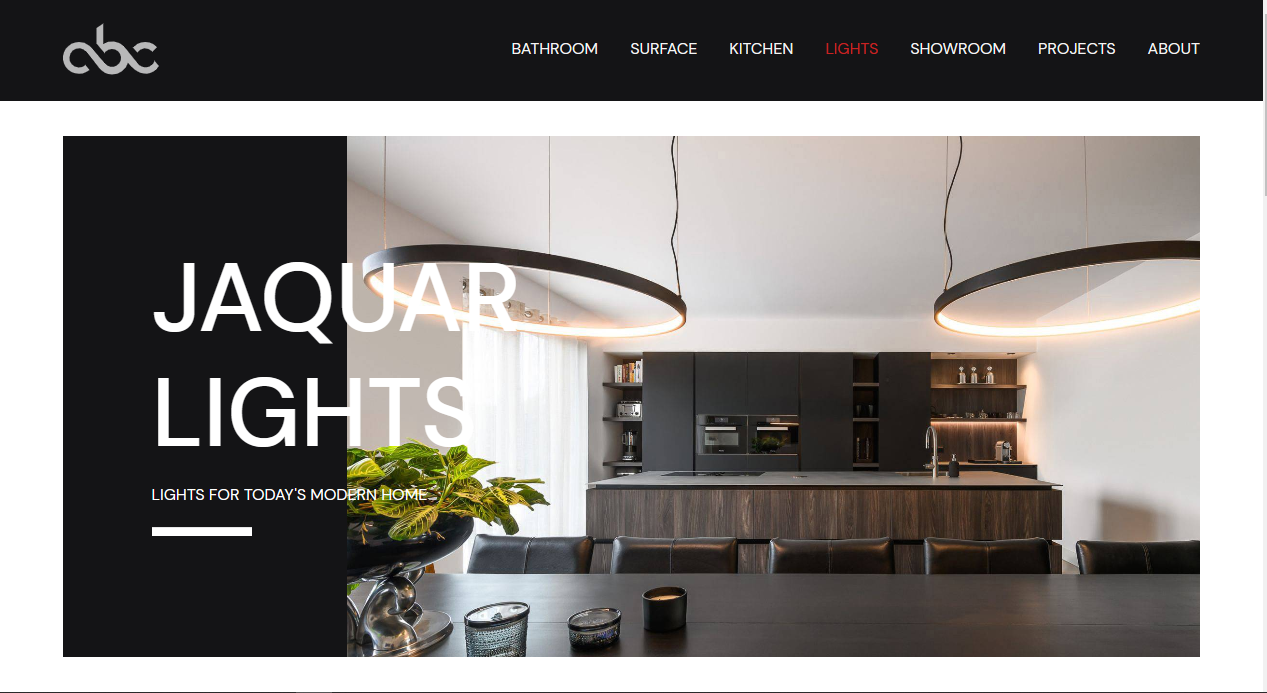 abc
BATHROOM SURFACE KITCHEN LIGHTS SHOWROOM PROJECTS ABOUT
JAQUAR
LIGHTS
LIGHTS FOR TODAY'S MODERN HOME...